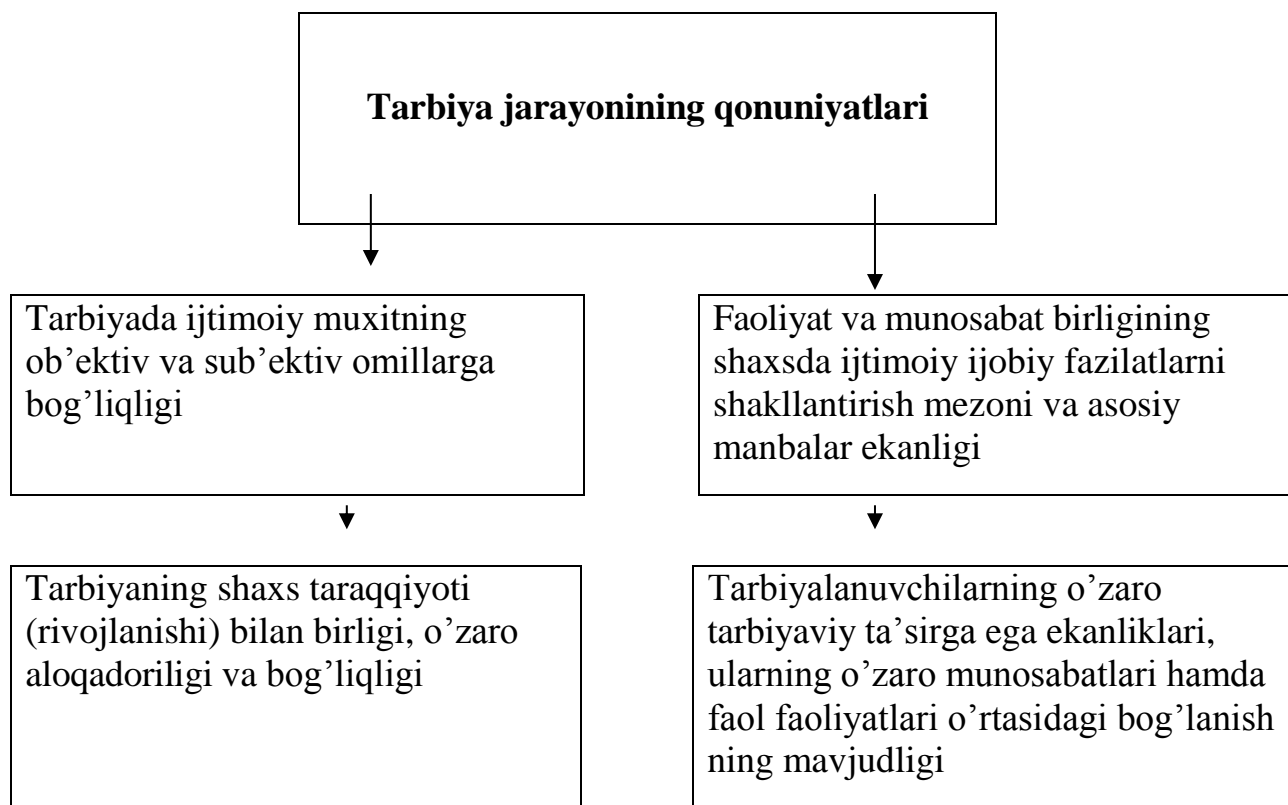 Tarbiya jarayonining qonuniyatlari
Tarbiyada ijtimoiy muxitning
ob’ektiv va sub’ektiv omillarga
bog’liqligi
Faoliyat va munosabat birligining
shaxsda ijtimoiy ijobiy fazilatlarni
shakllantirish mezoni va asosiy
manbalar ekanligi
Tarbiyaning shaxs taraqqiyoti
(rivojlanishi) bilan birligi, o’zaro
aloqadoriligi va bog’liqligi
Tarbiyalanuvchilarning o’zaro
tarbiyaviy ta’sirga ega ekanliklari,
ularning o’zaro munosabatlari hamda
faol faoliyatlari o’rtasidagi bog’lanish
ning mavjudligi